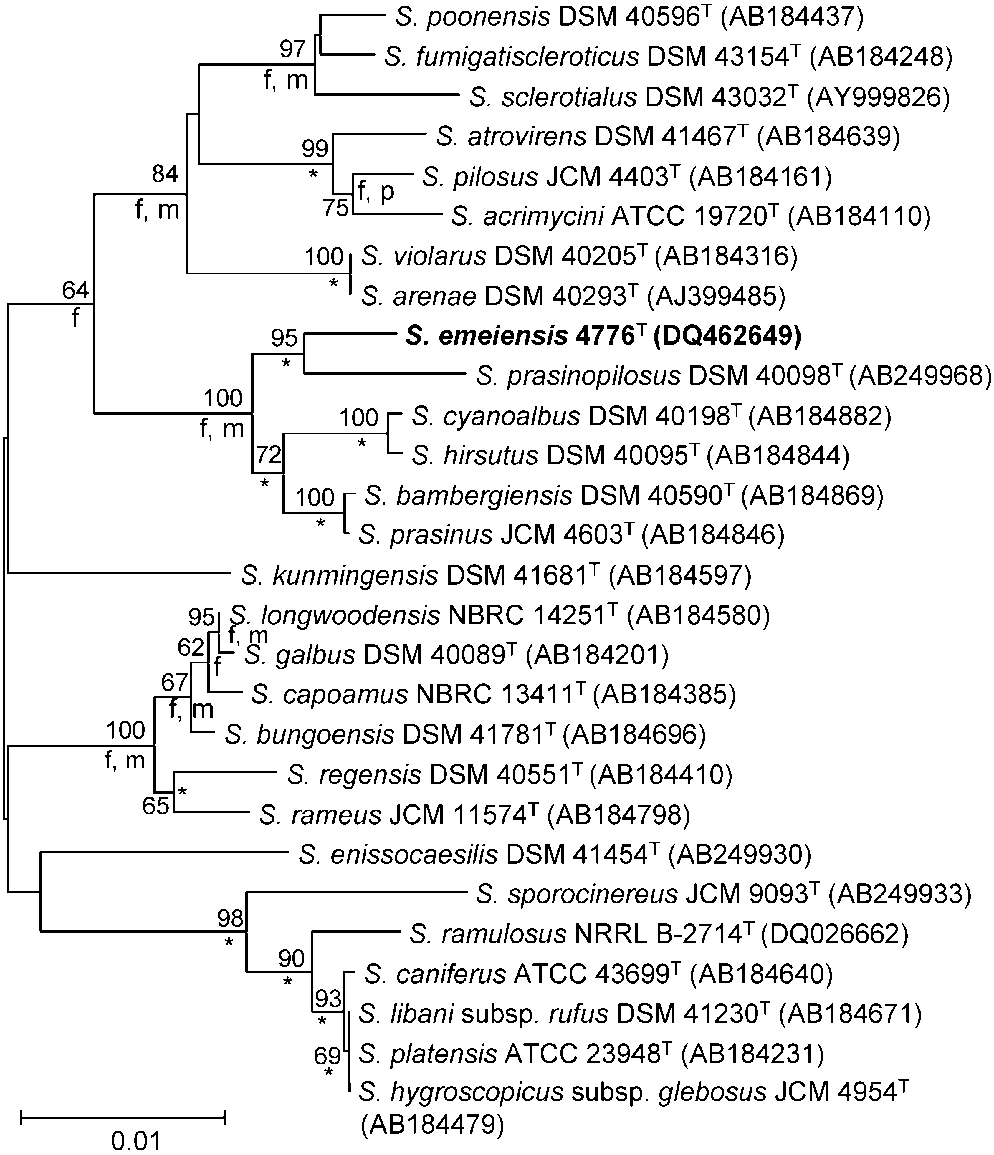 S. poonensis DSM 40596T (AB184437)
97
f, m
S. fumigatiscleroticus DSM 43154T (AB184248)
S. sclerotialus DSM 43032T (AY999826)
84
f, m
99
*
S. atrovirens DSM 41467T (AB184639)
75
f, p
S. pilosus JCM 4403T (AB184161)
S. acrimycini ATCC 19720T (AB184110)
100
*
S. violarus DSM 40205T (AB184316)
S. arenae DSM 40293T (AJ399485)
64
f
95
*
S. emeiensis 4776T (DQ462649)
S. prasinopilosus DSM 40098T (AB249968)
100
f, m
100
*
S. cyanoalbus DSM 40198T (AB184882)
72
*
S. hirsutus DSM 40095T (AB184844)
100
*
S. bambergiensis DSM 40590T (AB184869)
S. prasinus JCM 4603T (AB184846)
S. kunmingensis DSM 41681T (AB184597)
95
f, m
S. longwoodensis NBRC 14251T (AB184580)
62
f
S. galbus DSM 40089T (AB184201)
67
f, m
S. capoamus NBRC 13411T (AB184385)
100
f, m
S. bungoensis DSM 41781T (AB184696)
65
*
S. regensis DSM 40551T (AB184410)
S. rameus JCM 11574T (AB184798)
S. enissocaesilis DSM 41454T (AB249930)
98
*
S. sporocinereus JCM 9093T (AB249933)
90
*
S. ramulosus NRRL B-2714T (DQ026662)
93
*
S. caniferus ATCC 43699T (AB184640)
S. libani subsp. rufus DSM 41230T (AB184671)
69
*
S. platensis ATCC 23948T (AB184231)
S. hygroscopicus subsp. glebosus JCM 4954T
(AB184479)
0.01